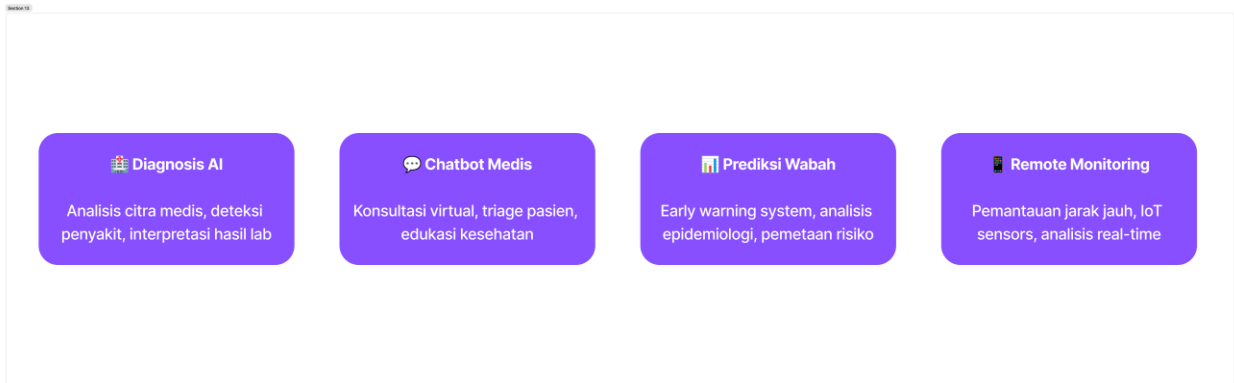 Section 13
🏥 Diagnosis AI
Analisis citra medis, deteksi
penyakit, interpretasi hasil lab
💬 Chatbot Medis
Konsultasi virtual, triage pasien,
edukasi kesehatan
📊 Prediksi Wabah
Early warning system, analisis
epidemiologi, pemetaan risiko
📱 Remote Monitoring
Pemantauan jarak jauh, IoT
sensors, analisis real-time